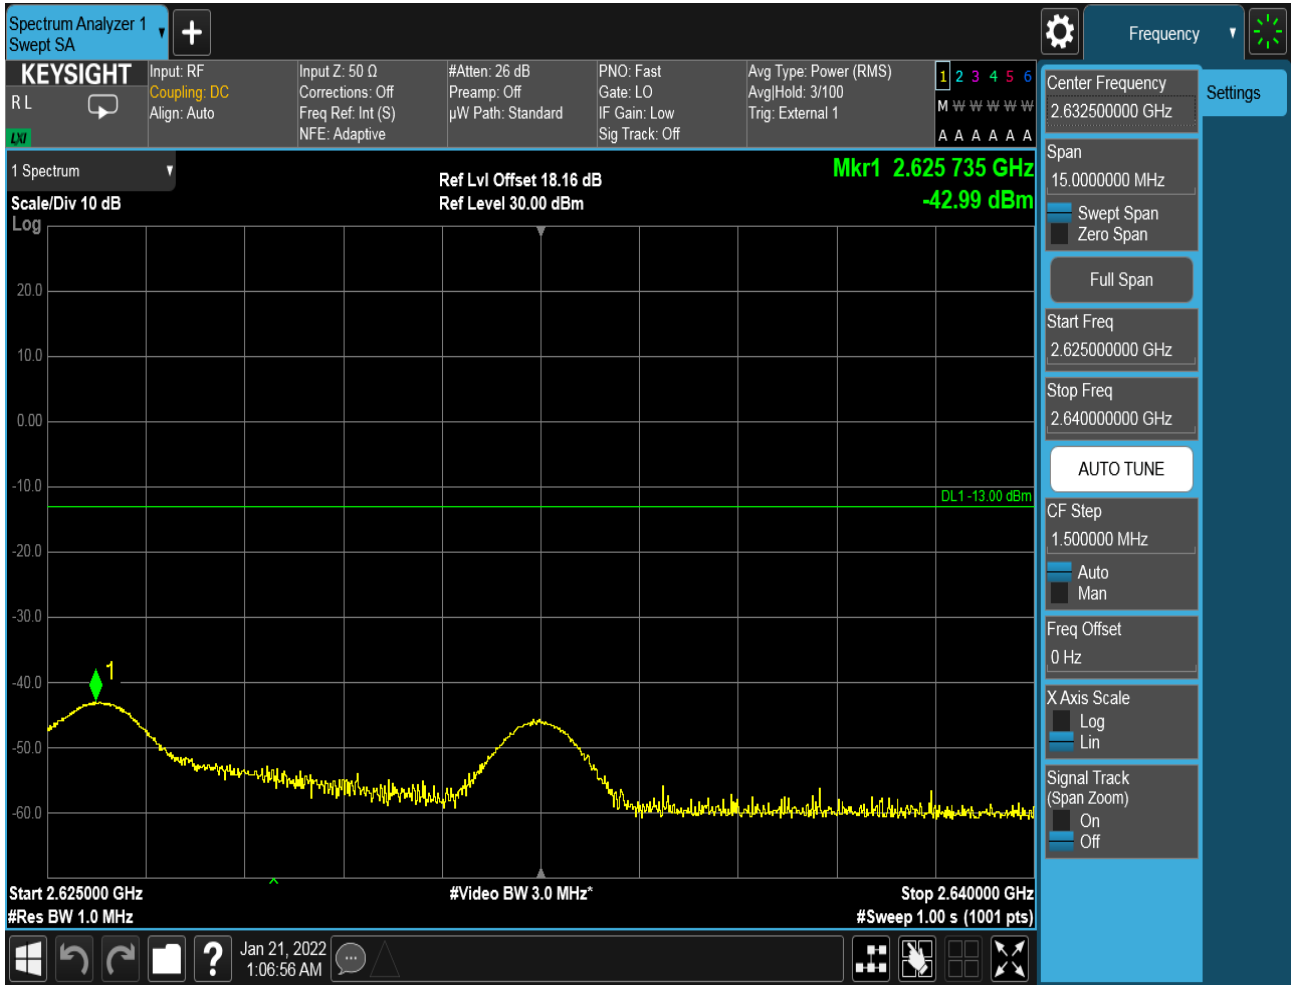 Spectrum Analyzer 1
Swept SA
Frequency
KEYSIGHT
R L
LXI
Input: RF
Coupling: DC
Align: Auto
Input Z: 50 Ω
Corrections: Off
Freq Ref: Int (S)
NFE: Adaptive
#Atten: 26 dB
Preamp: Off
µW Path: Standard
PNO: Fast
Gate: LO
IF Gain: Low
Sig Track: Off
Avg Type: Power (RMS)
Avg|Hold: 3/100
Trig: External 1
1 2 3 4 5 6
M W W W W W
A A A A A A
1 Spectrum
Scale/Div 10 dB
Log
Ref Lvl Offset 18.16 dB
Ref Level 30.00 dBm
Mkr1 2.625 735 GHz
-42.99 dBm
20.0
10.0
0.00
-10.0
DL1 -13.00 dBm
-20.0
-30.0
-40.0
1
-50.0
-60.0
Start 2.625000 GHz
#Res BW 1.0 MHz
#Video BW 3.0 MHz*
Stop 2.640000 GHz
#Sweep 1.00 s (1001 pts)
Jan 21, 2022
1:06:56 AM
Center Frequency
2.632500000 GHz
Settings
Span
15.0000000 MHz
Swept Span
Zero Span
Full Span
Start Freq
2.625000000 GHz
Stop Freq
2.640000000 GHz
AUTO TUNE
CF Step
1.500000 MHz
Auto
Man
Freq Offset
0 Hz
X Axis Scale
Log
Lin
Signal Track
(Span Zoom)
On
Off